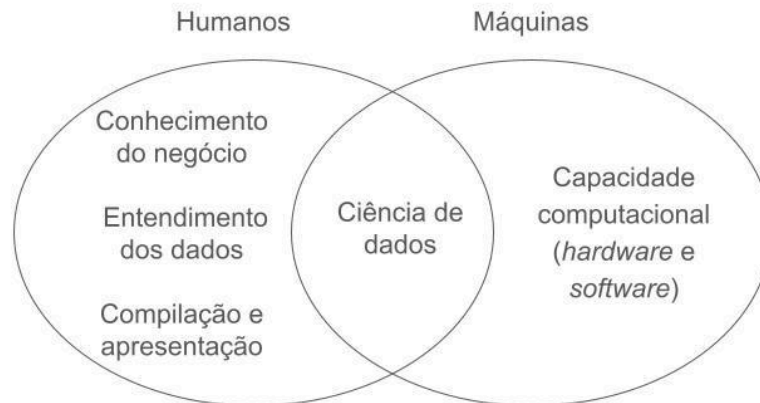 Humanos
Máquinas
Conhecimento
do negócio
Entendimento
dos dados
Compilação e
apresentação
Ciência de
dados
Capacidade
computacional
(hardware e
software)